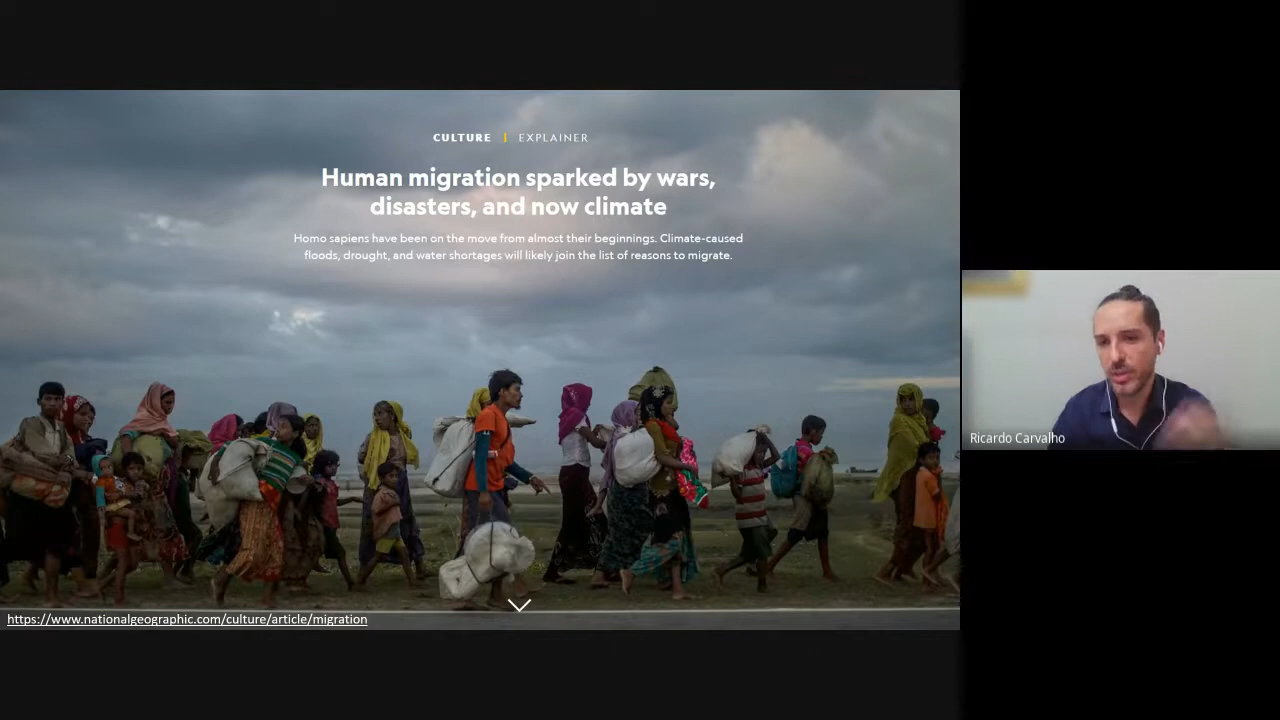 CULTURE | EXPLAINER
Human migration sparked by wars,
disasters, and now climate
Homo sapiens have been on the move from almost their beginnings. Climate-caused
floods, drought, and water shortages will likely join the list of reasons to migrate.
https://www.nationalgeographic.com/culture/article/migration
Ricardo Carvalho